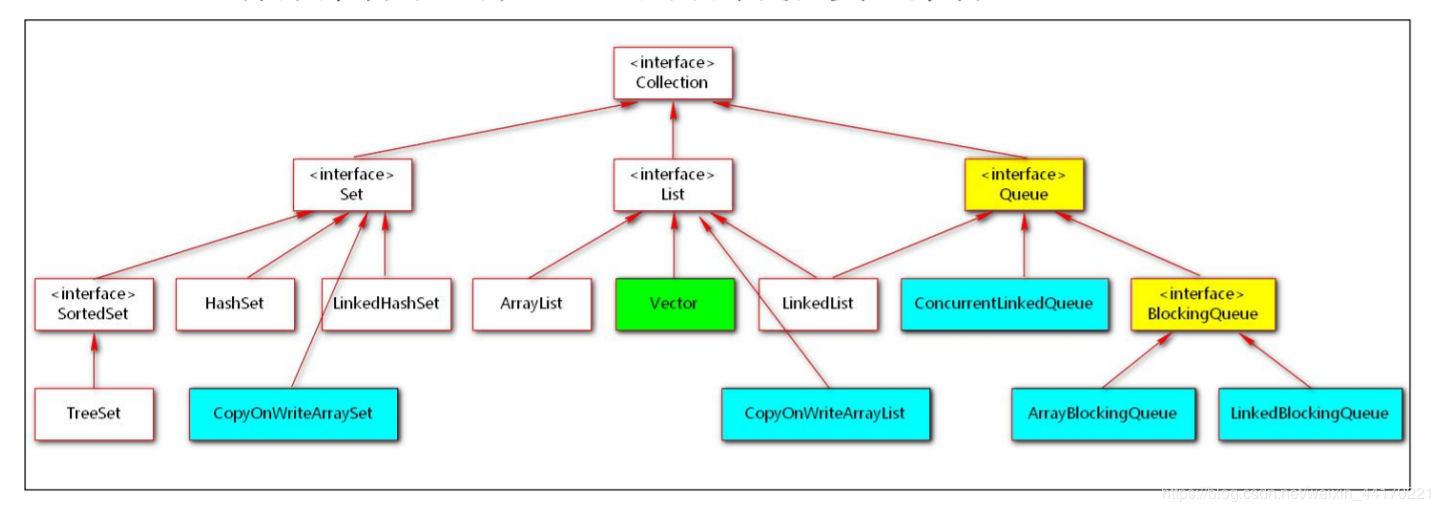 <interface>
Collection
<interface>
Set
<interface>
List
<interface>
Queue
<interface>
SortedSet
HashSet
LinkedHashSet
ArrayList
Vector
LinkedList
ConcurrentLinkedQueue
<interface>
BlockingQueue
TreeSet
CopyOnWriteArraySet
CopyOnWriteArrayList
ArrayBlockingQueue
LinkedBlockingQueue
https://blog.csdn.net/weixin_44170221